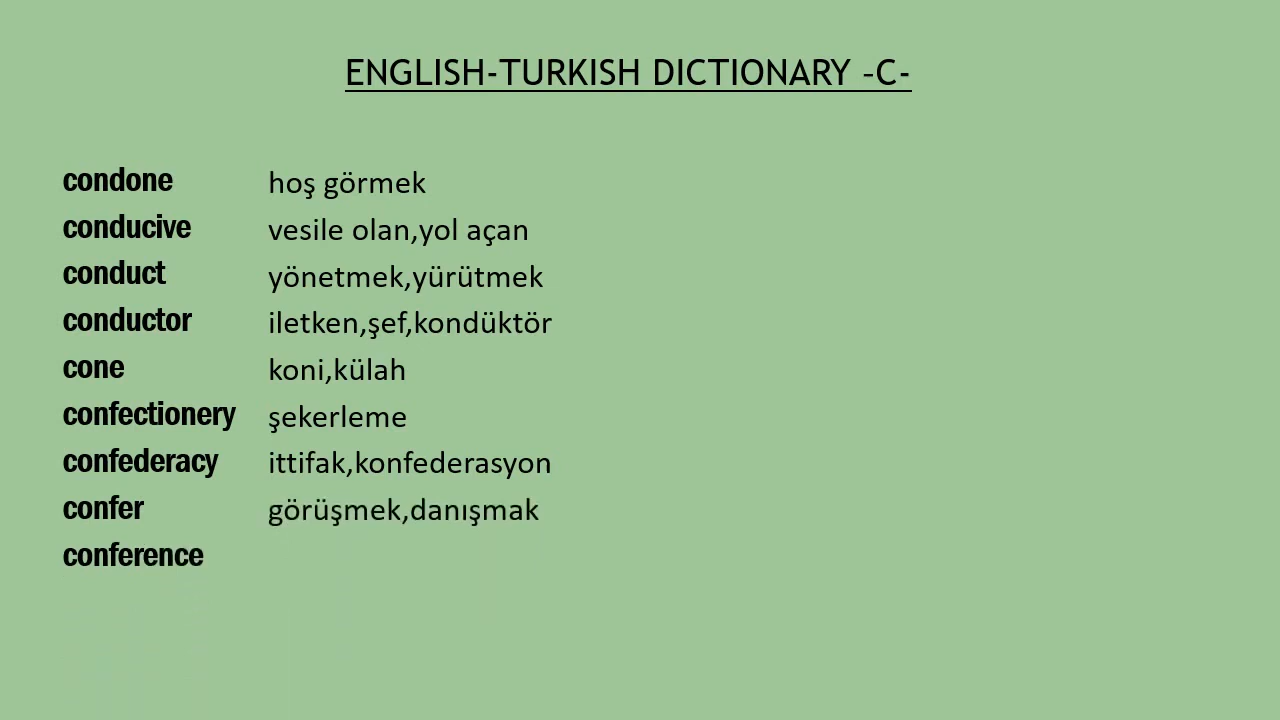 ENGLISH-TURKISH DICTIONARY –C-
condone hoş görmek
conducive vesile olan,yol açan
conduct yönetmek,yürütmek
conductor iletken,şef,kondüktör
cone koni,külah
confectionery şekerleme
confederacy ittifak,konfederasyon
confer görüşmek,danışmak
conference